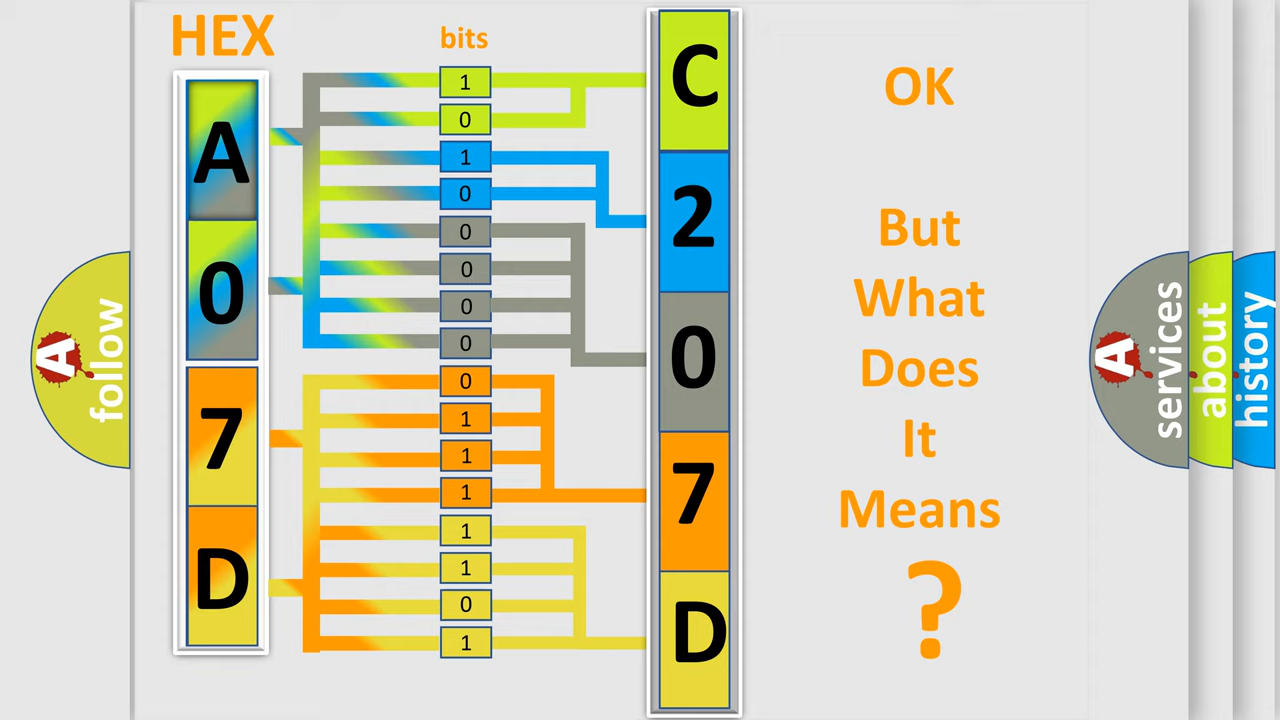 HEX
bits
A
0
7
D
1
0
1
0
0
0
0
0
0
1
1
1
1
1
0
1
C
2
0
7
D
OK
But
What
Does
It
Means
?
A
follow
A
services
about
history